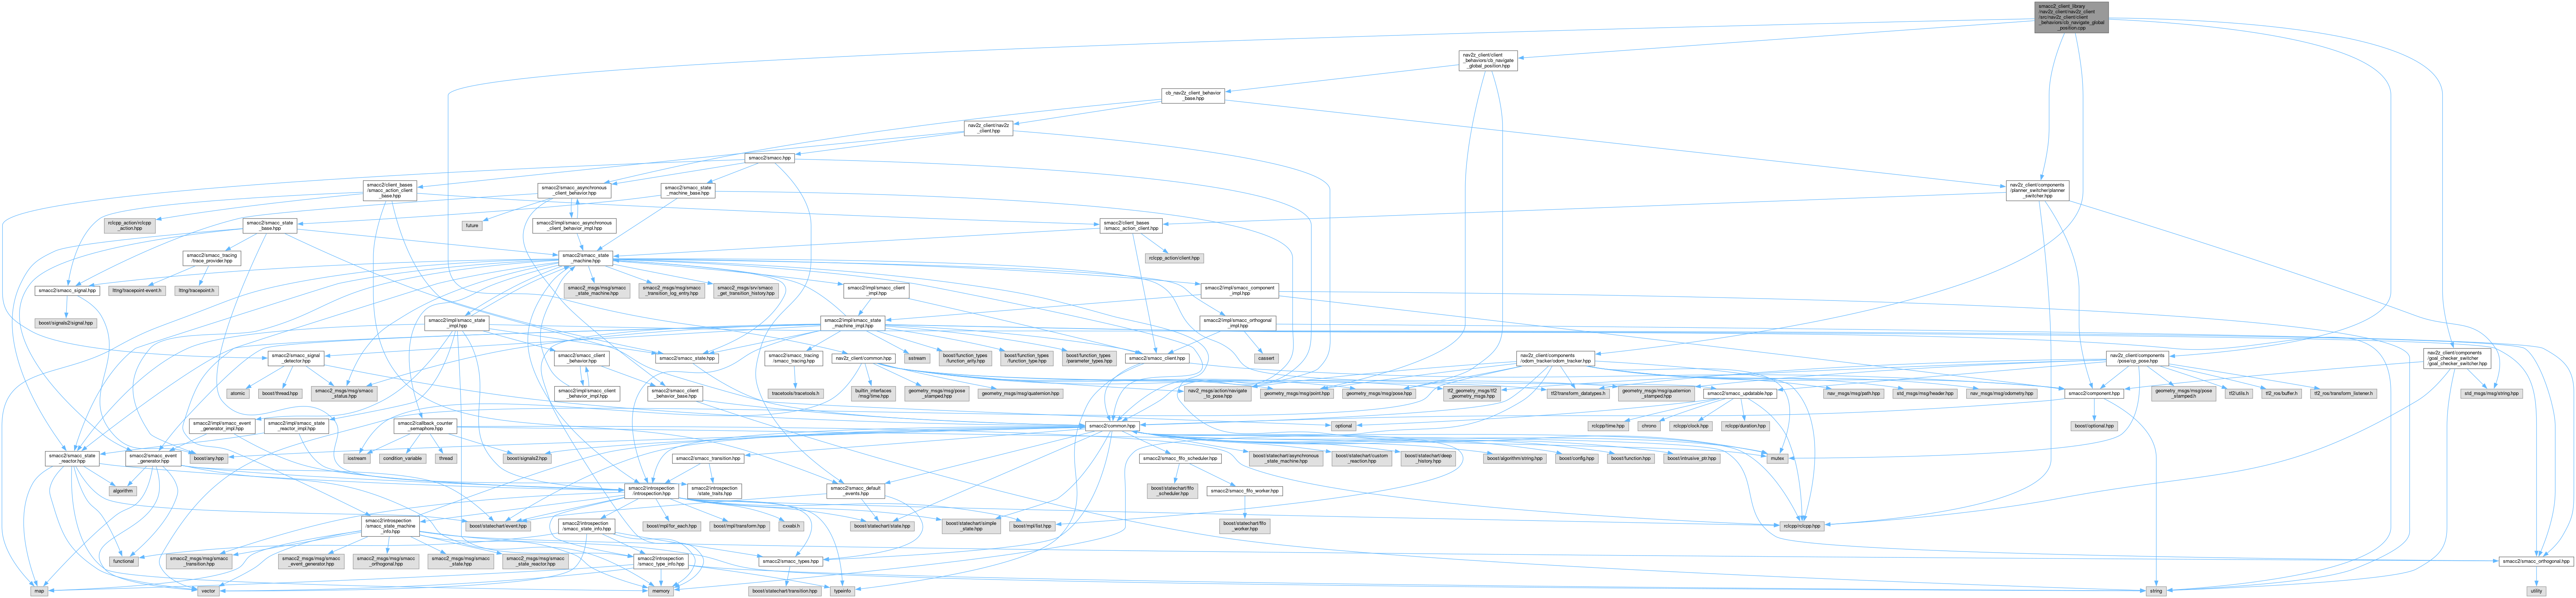 smacc2_client_library
/nav2z_client/nav2z_client
/src/nav2z_client/client
_behaviors/cb_navigate_global
_position.cpp
nav2z_client/client
_behaviors/cb_navigate
_global_position.hpp
cb_nav2z_client_behavior
_base.hpp
nav2z_client/nav2z
_client.hpp
smacc2/smacc.hpp
smacc2/client_bases
/smacc_action_client
_base.hpp
smacc2/smacc_asynchronous
_client_behavior.hpp
smacc2/smacc_state
_machine_base.hpp
nav2z_client/components
/planner_switcher/planner
_switcher.hpp
rclcpp_action/rclcpp
_action.hpp
smacc2/smacc_state
_base.hpp
future
smacc2/impl/smacc_asynchronous
_client_behavior_impl.hpp
smacc2/client_bases
/smacc_action_client.hpp
smacc2/smacc_tracing
/trace_provider.hpp
smacc2/smacc_state
_machine.hpp
rclcpp_action/client.hpp
smacc2/smacc_signal.hpp
lttng/tracepoint-event.h
lttng/tracepoint.h
smacc2_msgs/msg/smacc
_state_machine.hpp
smacc2_msgs/msg/smacc
_transition_log_entry.hpp
smacc2_msgs/srv/smacc
_get_transition_history.hpp
smacc2/impl/smacc_client
_impl.hpp
smacc2/impl/smacc_component
_impl.hpp
boost/signals2/signal.hpp
smacc2/impl/smacc_state
_impl.hpp
smacc2/impl/smacc_state
_machine_impl.hpp
smacc2/impl/smacc_orthogonal
_impl.hpp
smacc2/smacc_signal
_detector.hpp
smacc2/smacc_client
_behavior.hpp
smacc2/smacc_state.hpp
smacc2/smacc_tracing
/smacc_tracing.hpp
nav2z_client/common.hpp
sstream
boost/function_types
/function_arity.hpp
boost/function_types
/function_type.hpp
boost/function_types
/parameter_types.hpp
smacc2/smacc_client.hpp
cassert
nav2z_client/components
/odom_tracker/odom_tracker.hpp
nav2z_client/components
/pose/cp_pose.hpp
nav2z_client/components
/goal_checker_switcher
/goal_checker_switcher.hpp
atomic
boost/thread.hpp
smacc2_msgs/msg/smacc
_status.hpp
smacc2/impl/smacc_client
_behavior_impl.hpp
smacc2/smacc_client
_behavior_base.hpp
tracetools/tracetools.h
builtin_interfaces
/msg/time.hpp
geometry_msgs/msg/pose
_stamped.hpp
geometry_msgs/msg/quaternion.hpp
nav2_msgs/action/navigate
_to_pose.hpp
geometry_msgs/msg/point.hpp
geometry_msgs/msg/pose.hpp
tf2_geometry_msgs/tf2
_geometry_msgs.hpp
tf2/transform_datatypes.h
geometry_msgs/msg/quaternion
_stamped.hpp
smacc2/smacc_updatable.hpp
nav_msgs/msg/path.hpp
std_msgs/msg/header.hpp
nav_msgs/msg/odometry.hpp
smacc2/component.hpp
geometry_msgs/msg/pose
_stamped.h
tf2/utils.h
tf2_ros/buffer.h
tf2_ros/transform_listener.h
std_msgs/msg/string.hpp
smacc2/impl/smacc_event
_generator_impl.hpp
smacc2/impl/smacc_state
_reactor_impl.hpp
smacc2/callback_counter
_semaphore.hpp
smacc2/common.hpp
optional
rclcpp/time.hpp
chrono
rclcpp/clock.hpp
rclcpp/duration.hpp
boost/optional.hpp
smacc2/smacc_state
_reactor.hpp
smacc2/smacc_event
_generator.hpp
boost/any.hpp
iostream
condition_variable
thread
boost/signals2.hpp
smacc2/smacc_transition.hpp
smacc2/smacc_fifo_scheduler.hpp
boost/statechart/asynchronous
_state_machine.hpp
boost/statechart/custom
_reaction.hpp
boost/statechart/deep
_history.hpp
boost/algorithm/string.hpp
boost/config.hpp
boost/function.hpp
boost/intrusive_ptr.hpp
mutex
algorithm
smacc2/introspection
/introspection.hpp
smacc2/introspection
/state_traits.hpp
smacc2/smacc_default
_events.hpp
boost/statechart/fifo
_scheduler.hpp
smacc2/smacc_fifo_worker.hpp
smacc2/introspection
/smacc_state_machine
_info.hpp
boost/statechart/event.hpp
smacc2/introspection
/smacc_state_info.hpp
boost/mpl/for_each.hpp
boost/mpl/transform.hpp
cxxabi.h
boost/statechart/state.hpp
boost/statechart/simple
_state.hpp
boost/mpl/list.hpp
boost/statechart/fifo
_worker.hpp
rclcpp/rclcpp.hpp
functional
smacc2_msgs/msg/smacc
_transition.hpp
smacc2_msgs/msg/smacc
_event_generator.hpp
smacc2_msgs/msg/smacc
_orthogonal.hpp
smacc2_msgs/msg/smacc
_state.hpp
smacc2_msgs/msg/smacc
_state_reactor.hpp
smacc2/introspection
/smacc_type_info.hpp
smacc2/smacc_types.hpp
smacc2/smacc_orthogonal.hpp
map
vector
memory
boost/statechart/transition.hpp
typeinfo
string
utility